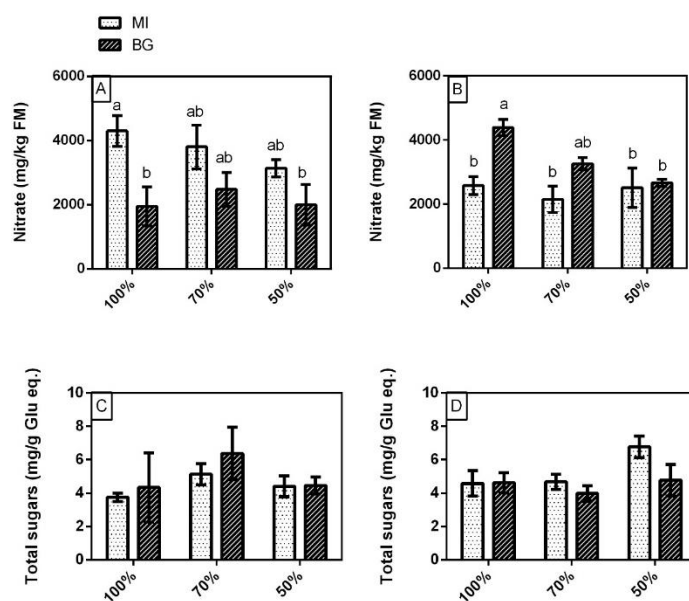 MI
BG
A
Nitrate (mg/kg FM)
6000
4000
2000
0
a
b
ab
ab
ab
b
100%
70%
50%
B
Nitrate (mg/kg FM)
6000
4000
2000
0
b
a
b
ab
b
b
100%
70%
50%
C
Total sugars (mg/g Glu eq.)
10
8
6
4
2
0
100%
70%
50%
D
Total sugars (mg/g Glu eq.)
10
8
6
4
2
0
100%
70%
50%